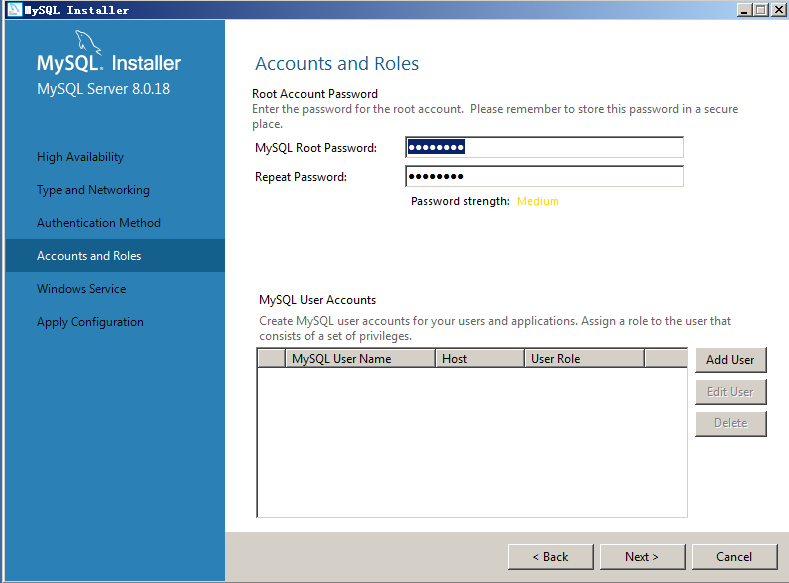 MySQL Installer
MySQL. Installer
MySQL Server 8.0.18
High Availability
Type and Networking
Authentication Method
Accounts and Roles
Windows Service
Apply Configuration
Accounts and Roles
Root Account Password
Enter the password for the root account. Please remember to store this password in a secure
place.
MySQL Root Password: ●●●●●●●●
Repeat Password: ●●●●●●●●
Password strength: Medium
MySQL User Accounts
Create MySQL user accounts for your users and applications. Assign a role to the user that
consists of a set of privileges.
MySQL User Name Host User Role
Add User
Edit User
Delete
< Back Next > Cancel